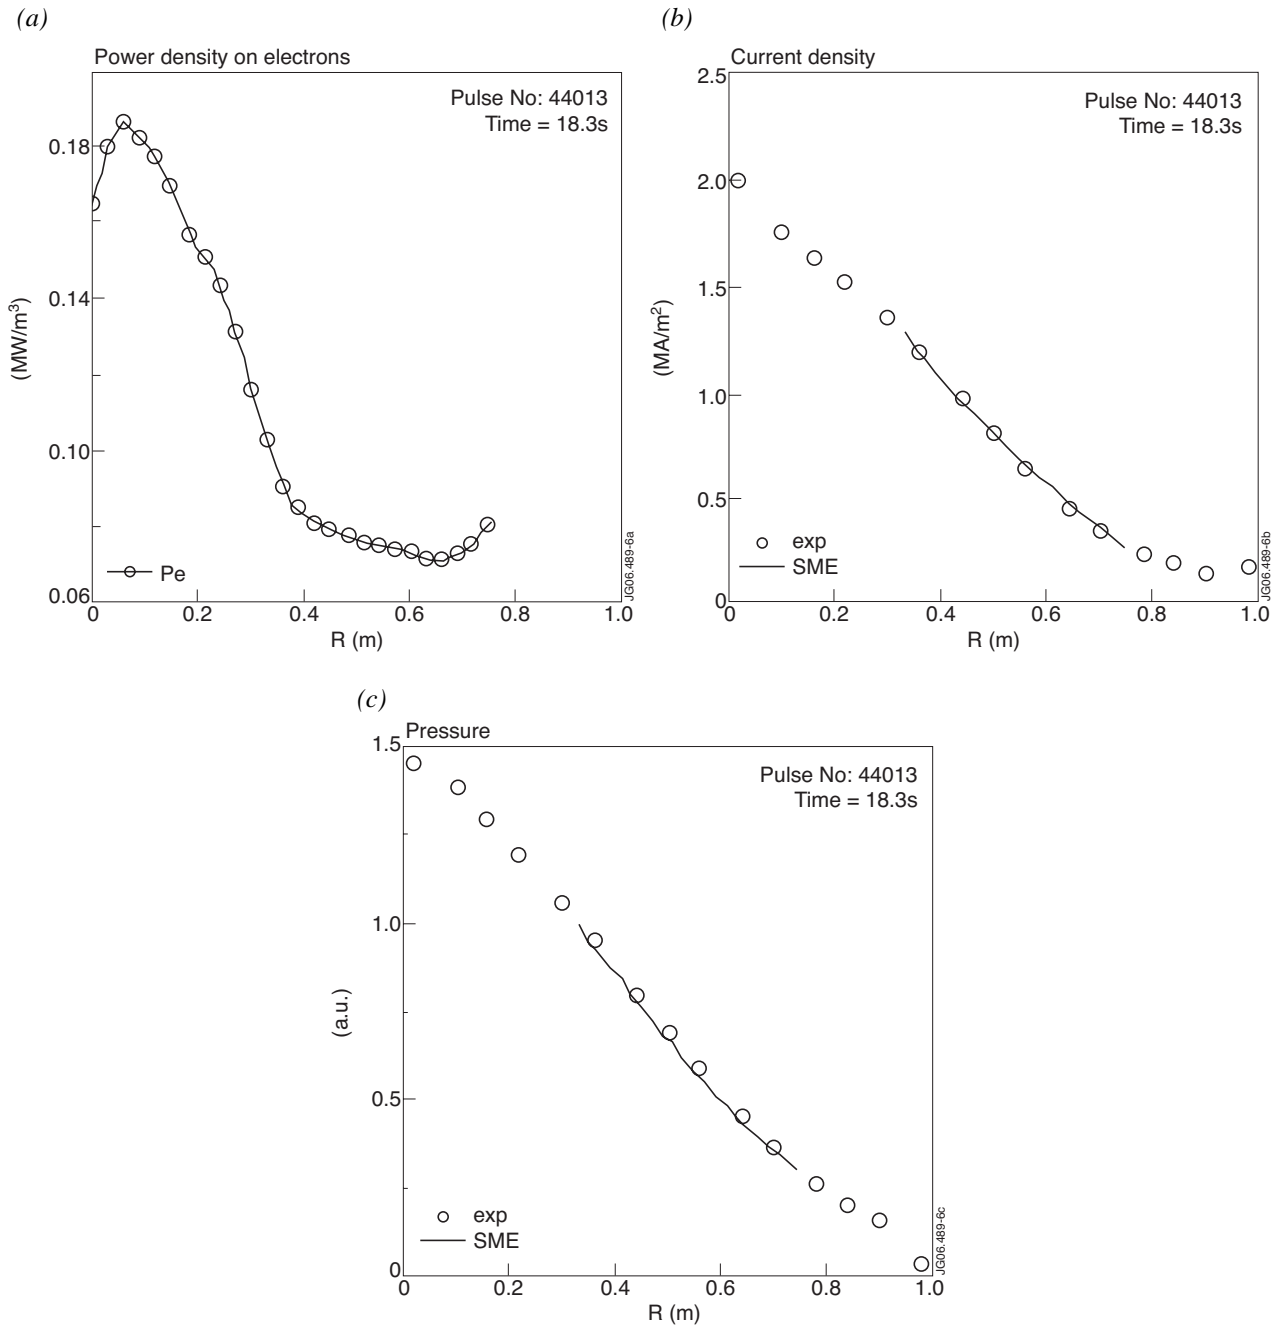 (a)
Power density on electrons
Pulse No: 44013
Time = 18.3s
0.18
0.14
0.10
0.06
(MW/m³)
Pe
0
0.2
0.4
0.6
0.8
1.0
R (m)
JG06.489-6a
(b)
Current density
Pulse No: 44013
Time = 18.3s
2.5
2.0
1.5
1.0
0.5
0
(MA/m²)
exp
SME
0
0.2
0.4
0.6
0.8
1.0
R (m)
JG06.489-6b
(c)
Pressure
Pulse No: 44013
Time = 18.3s
1.5
1.0
0.5
0
(a.u.)
exp
SME
0
0.2
0.4
0.6
0.8
1.0
R (m)
JG06.489-6c